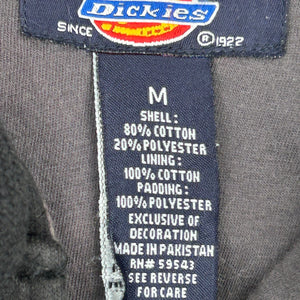 Dickies
SINCE ® 1922
M
SHELL :
80% COTTON
20% POLYESTER
LINING :
100% COTTON
PADDING :
100% POLYESTER
EXCLUSIVE OF
DECORATION
MADE IN PAKISTAN
RN# 59543
SEE REVERSE
FOR CARE